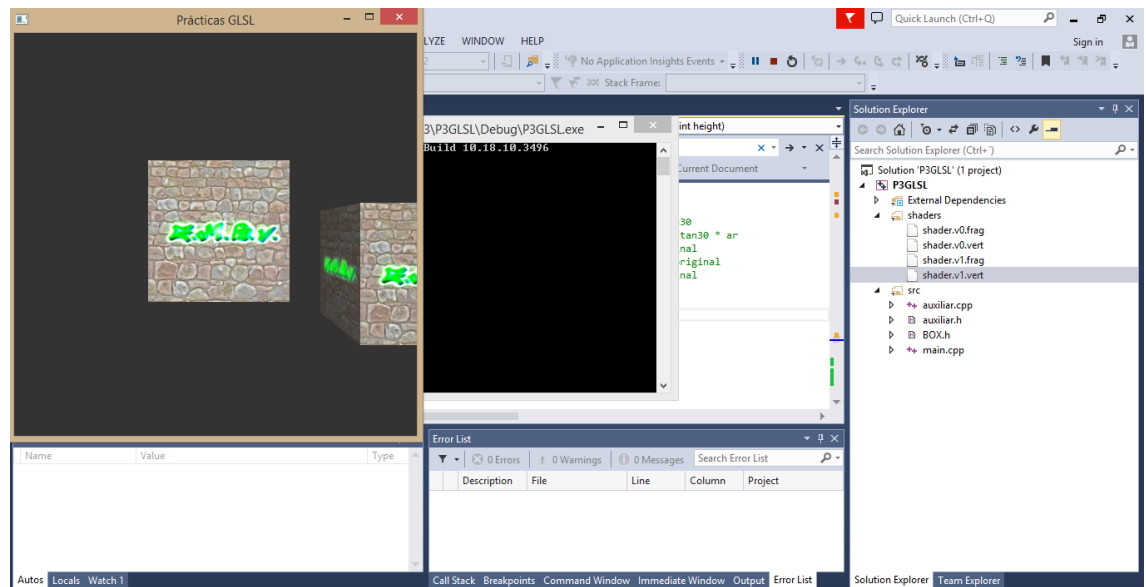 Prácticas GLSL
Quick Launch (Ctrl+Q)
LYZE WINDOW HELP
Sign in
2
No Application Insights Events
Stack Frame:
3\P3GLSL\Debug\P3GLSL.exe
Build 10.18.10.3496
int height)
Current Document
30
tan30 * ar
nal
riginal
nal
Solution Explorer
Search Solution Explorer (Ctrl+¨)
Solution 'P3GLSL' (1 project)
P3GLSL
External Dependencies
shaders
shader.v0.frag
shader.v0.vert
shader.v1.frag
shader.v1.vert
src
auxiliar.cpp
auxiliar.h
BOX.h
main.cpp
Name Value Type
Autos Locals Watch 1
Error List
0 Errors 0 Warnings 0 Messages Search Error List
Description File Line Column Project
Call Stack Breakpoints Command Window Immediate Window Output Error List
Solution Explorer Team Explorer